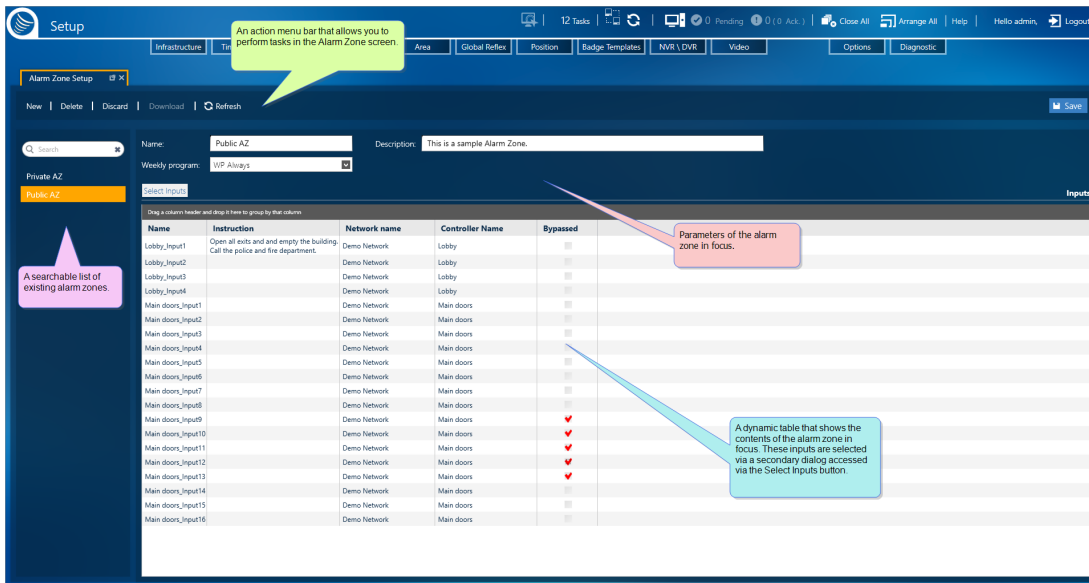 Setup
12 Tasks
0 Pending
0 ( 0 Ack. )
Close All
Arrange All
Help
Hello admin,
Logout
Infrastructure
Area
Global Reflex
Position
Badge Templates
NVR \ DVR
Video
Options
Diagnostic
An action menu bar that allows you to
perform tasks in the Alarm Zone screen.
Alarm Zone Setup
New | Delete | Discard | Download | Refresh
Save
Search
Private AZ
Public AZ
A searchable list of
existing alarm zones.
Name: Public AZ
Description: This is a sample Alarm Zone.
Weekly program: WP Always
Select Inputs
Inputs
Drag a column header and drop it here to group by that column
Name Instruction Network name Controller Name Bypassed
Lobby_Input1 Open all exits and and empty the building. Demo Network Lobby
Call the police and fire department.
Lobby_Input2 Demo Network Lobby
Lobby_Input3 Demo Network Lobby
Lobby_Input4 Demo Network Lobby
Main doors_Input1 Demo Network Main doors
Main doors_Input2 Demo Network Main doors
Main doors_Input3 Demo Network Main doors
Main doors_Input4 Demo Network Main doors
Main doors_Input5 Demo Network Main doors
Main doors_Input6 Demo Network Main doors
Main doors_Input7 Demo Network Main doors
Main doors_Input8 Demo Network Main doors
Main doors_Input9 Demo Network Main doors
Main doors_Input10 Demo Network Main doors
Main doors_Input11 Demo Network Main doors
Main doors_Input12 Demo Network Main doors
Main doors_Input13 Demo Network Main doors
Main doors_Input14 Demo Network Main doors
Main doors_Input15 Demo Network Main doors
Main doors_Input16 Demo Network Main doors
Parameters of the alarm
zone in focus.
A dynamic table that shows the
contents of the alarm zone in
focus. These inputs are selected
via a secondary dialog accessed
via the Select Inputs button.